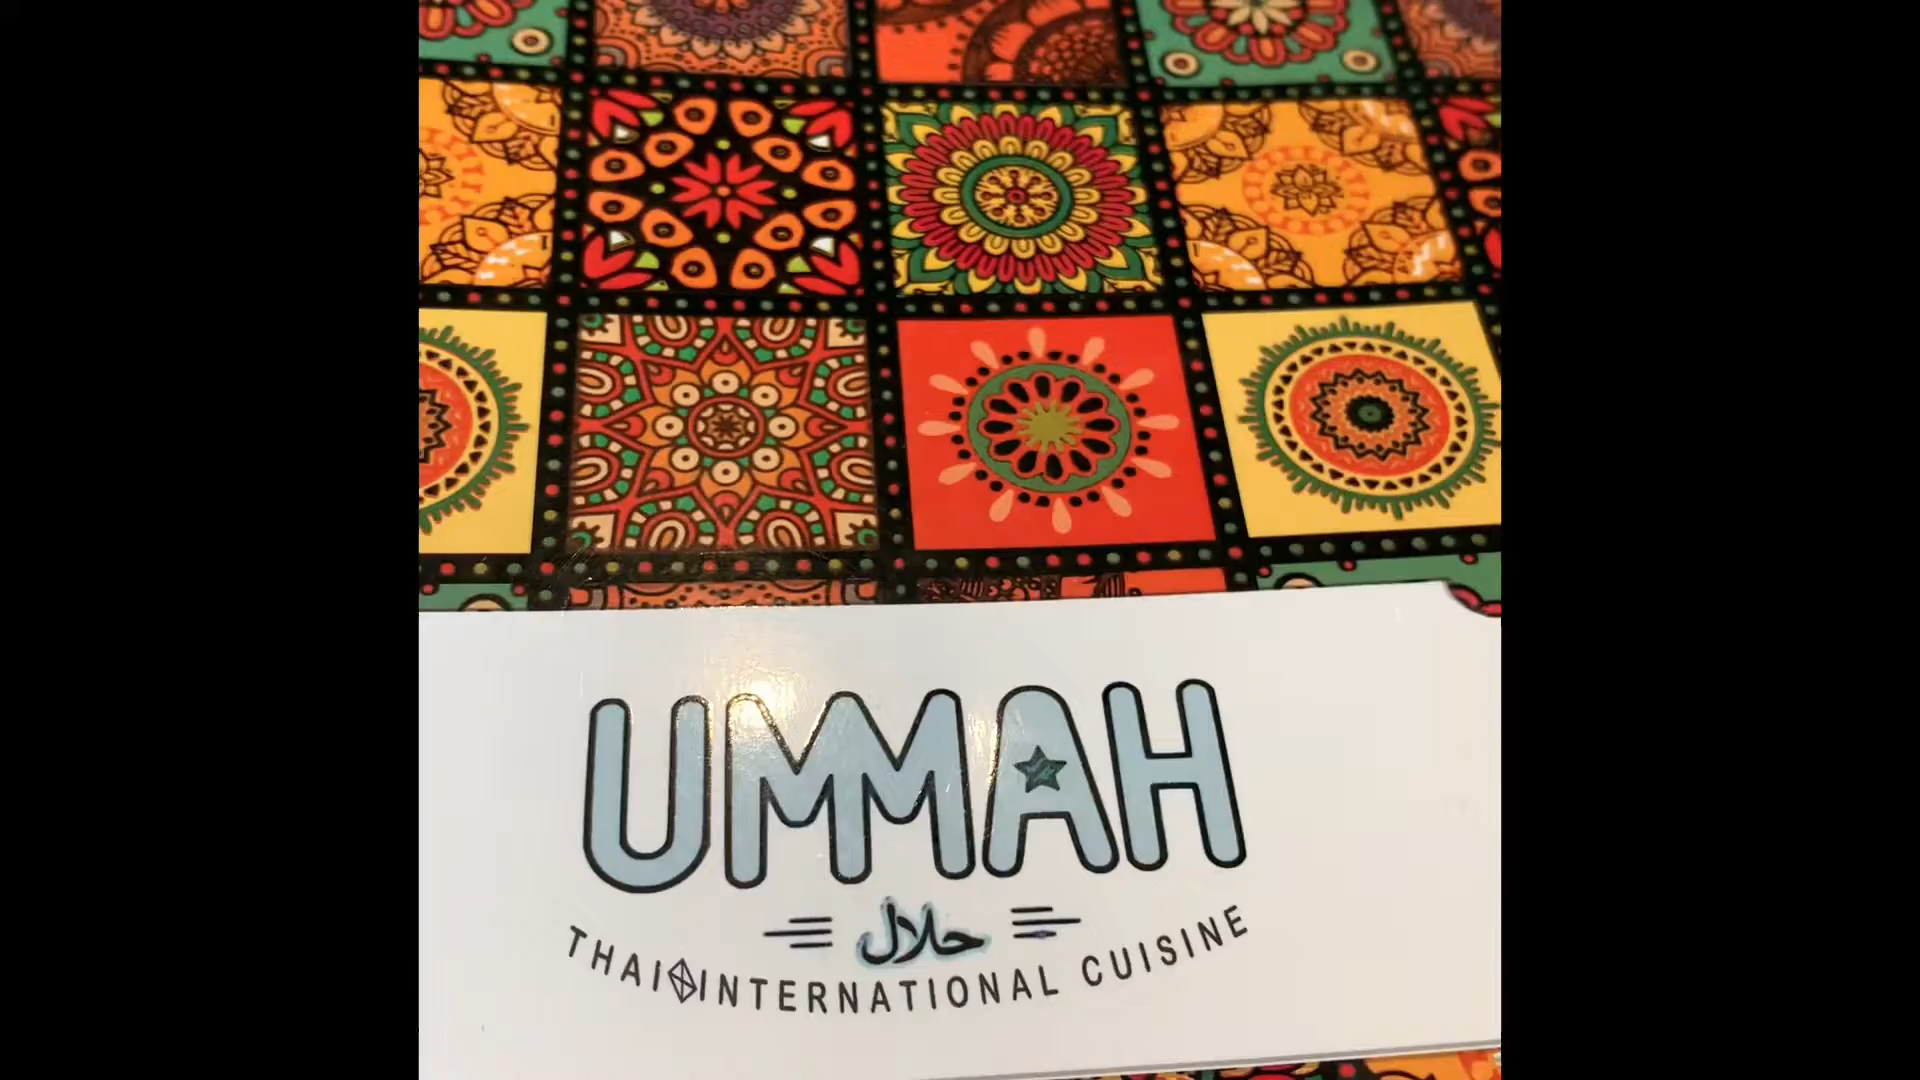 UMMAH
حلال
THAI INTERNATIONAL CUISINE